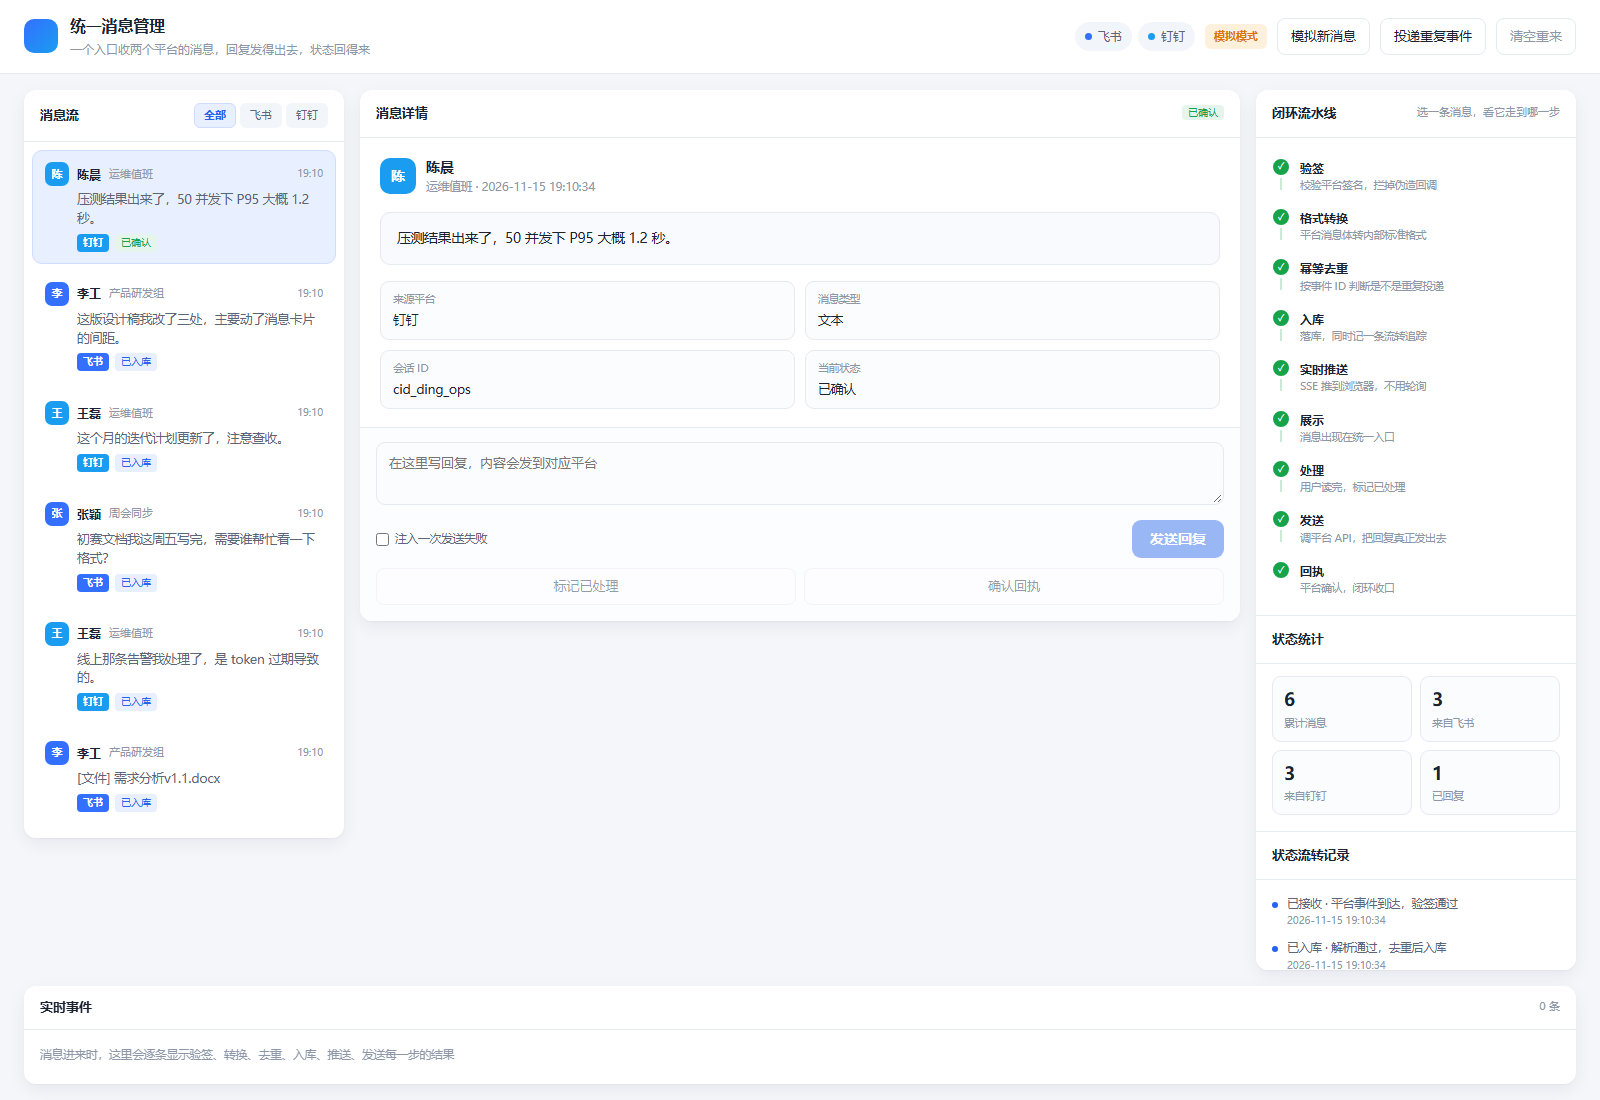 统一消息管理
一个入口收两个平台的消息，回复发得出去，状态回得来
飞书
钉钉
模拟模式
模拟新消息
投递重复事件
清空重来
消息流
全部
飞书
钉钉
陈
陈晨 运维值班 19:10
压测结果出来了，50 并发下 P95 大概 1.2
秒。
钉钉 已确认
李
李工 产品研发组 19:10
这版设计稿我改了三处，主要动了消息卡片
的间距。
飞书 已入库
王
王磊 运维值班 19:10
这个月的迭代计划更新了，注意查收。
钉钉 已入库
张
张颖 周会同步 19:10
初赛文档我这周五写完，需要谁帮忙看一下
格式？
飞书 已入库
王
王磊 运维值班 19:10
线上那条告警我处理了，是 token 过期导致
的。
钉钉 已入库
李
李工 产品研发组 19:10
[文件] 需求分析v1.1.docx
飞书 已入库
消息详情
已确认
陈
陈晨
运维值班 · 2026-11-15 19:10:34
压测结果出来了，50 并发下 P95 大概 1.2 秒。
来源平台
钉钉
消息类型
文本
会话 ID
cid_ding_ops
当前状态
已确认
在这里写回复，内容会发到对应平台
注入一次发送失败
发送回复
标记已处理
确认回执
闭环流水线
选一条消息，看它走到哪一步
验签
校验平台签名，拦掉伪造回调
格式转换
平台消息体转内部标准格式
幂等去重
按事件 ID 判断是不是重复投递
入库
落库，同时记一条流转追踪
实时推送
SSE 推到浏览器，不用轮询
展示
消息出现在统一入口
处理
用户读完，标记已处理
发送
调平台 API，把回复真正发出去
回执
平台确认，闭环收口
状态统计
6
累计消息
3
来自飞书
3
来自钉钉
1
已回复
状态流转记录
已接收 · 平台事件到达，验签通过
2026-11-15 19:10:34
已入库 · 解析通过，去重后入库
2026-11-15 19:10:34
实时事件
0 条
消息进来时，这里会逐条显示验签、转换、去重、入库、推送、发送每一步的结果